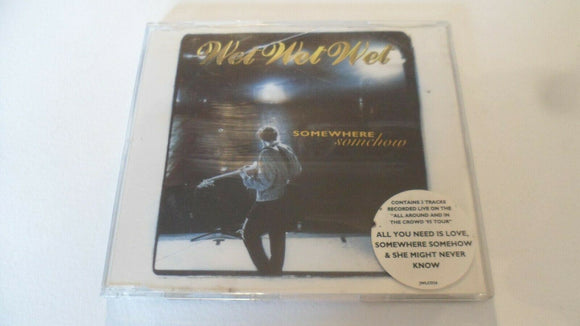 Wet Wet Wet
SOMEWHERE
somehow
CONTAINS 3 TRACKS
RECORDED LIVE ON THE
"ALL AROUND AND IN
THE CROWD '95 TOUR"
ALL YOU NEED IS LOVE,
SOMEWHERE SOMEHOW
& SHE MIGHT NEVER
KNOW